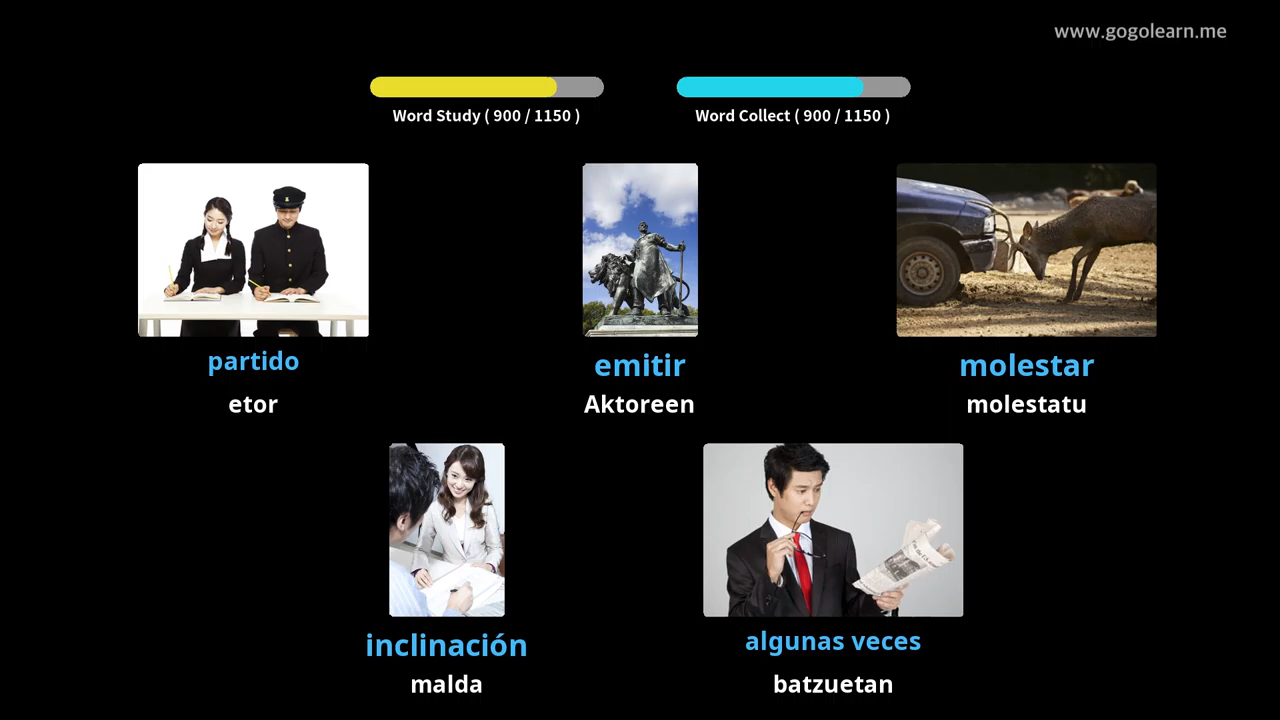 www.gogolearn.me
Word Study ( 900 / 1150 )
Word Collect ( 900 / 1150 )
partido
etor
emitir
Aktoreen
molestar
molestatu
inclinación
malda
algunas veces
batzuetan